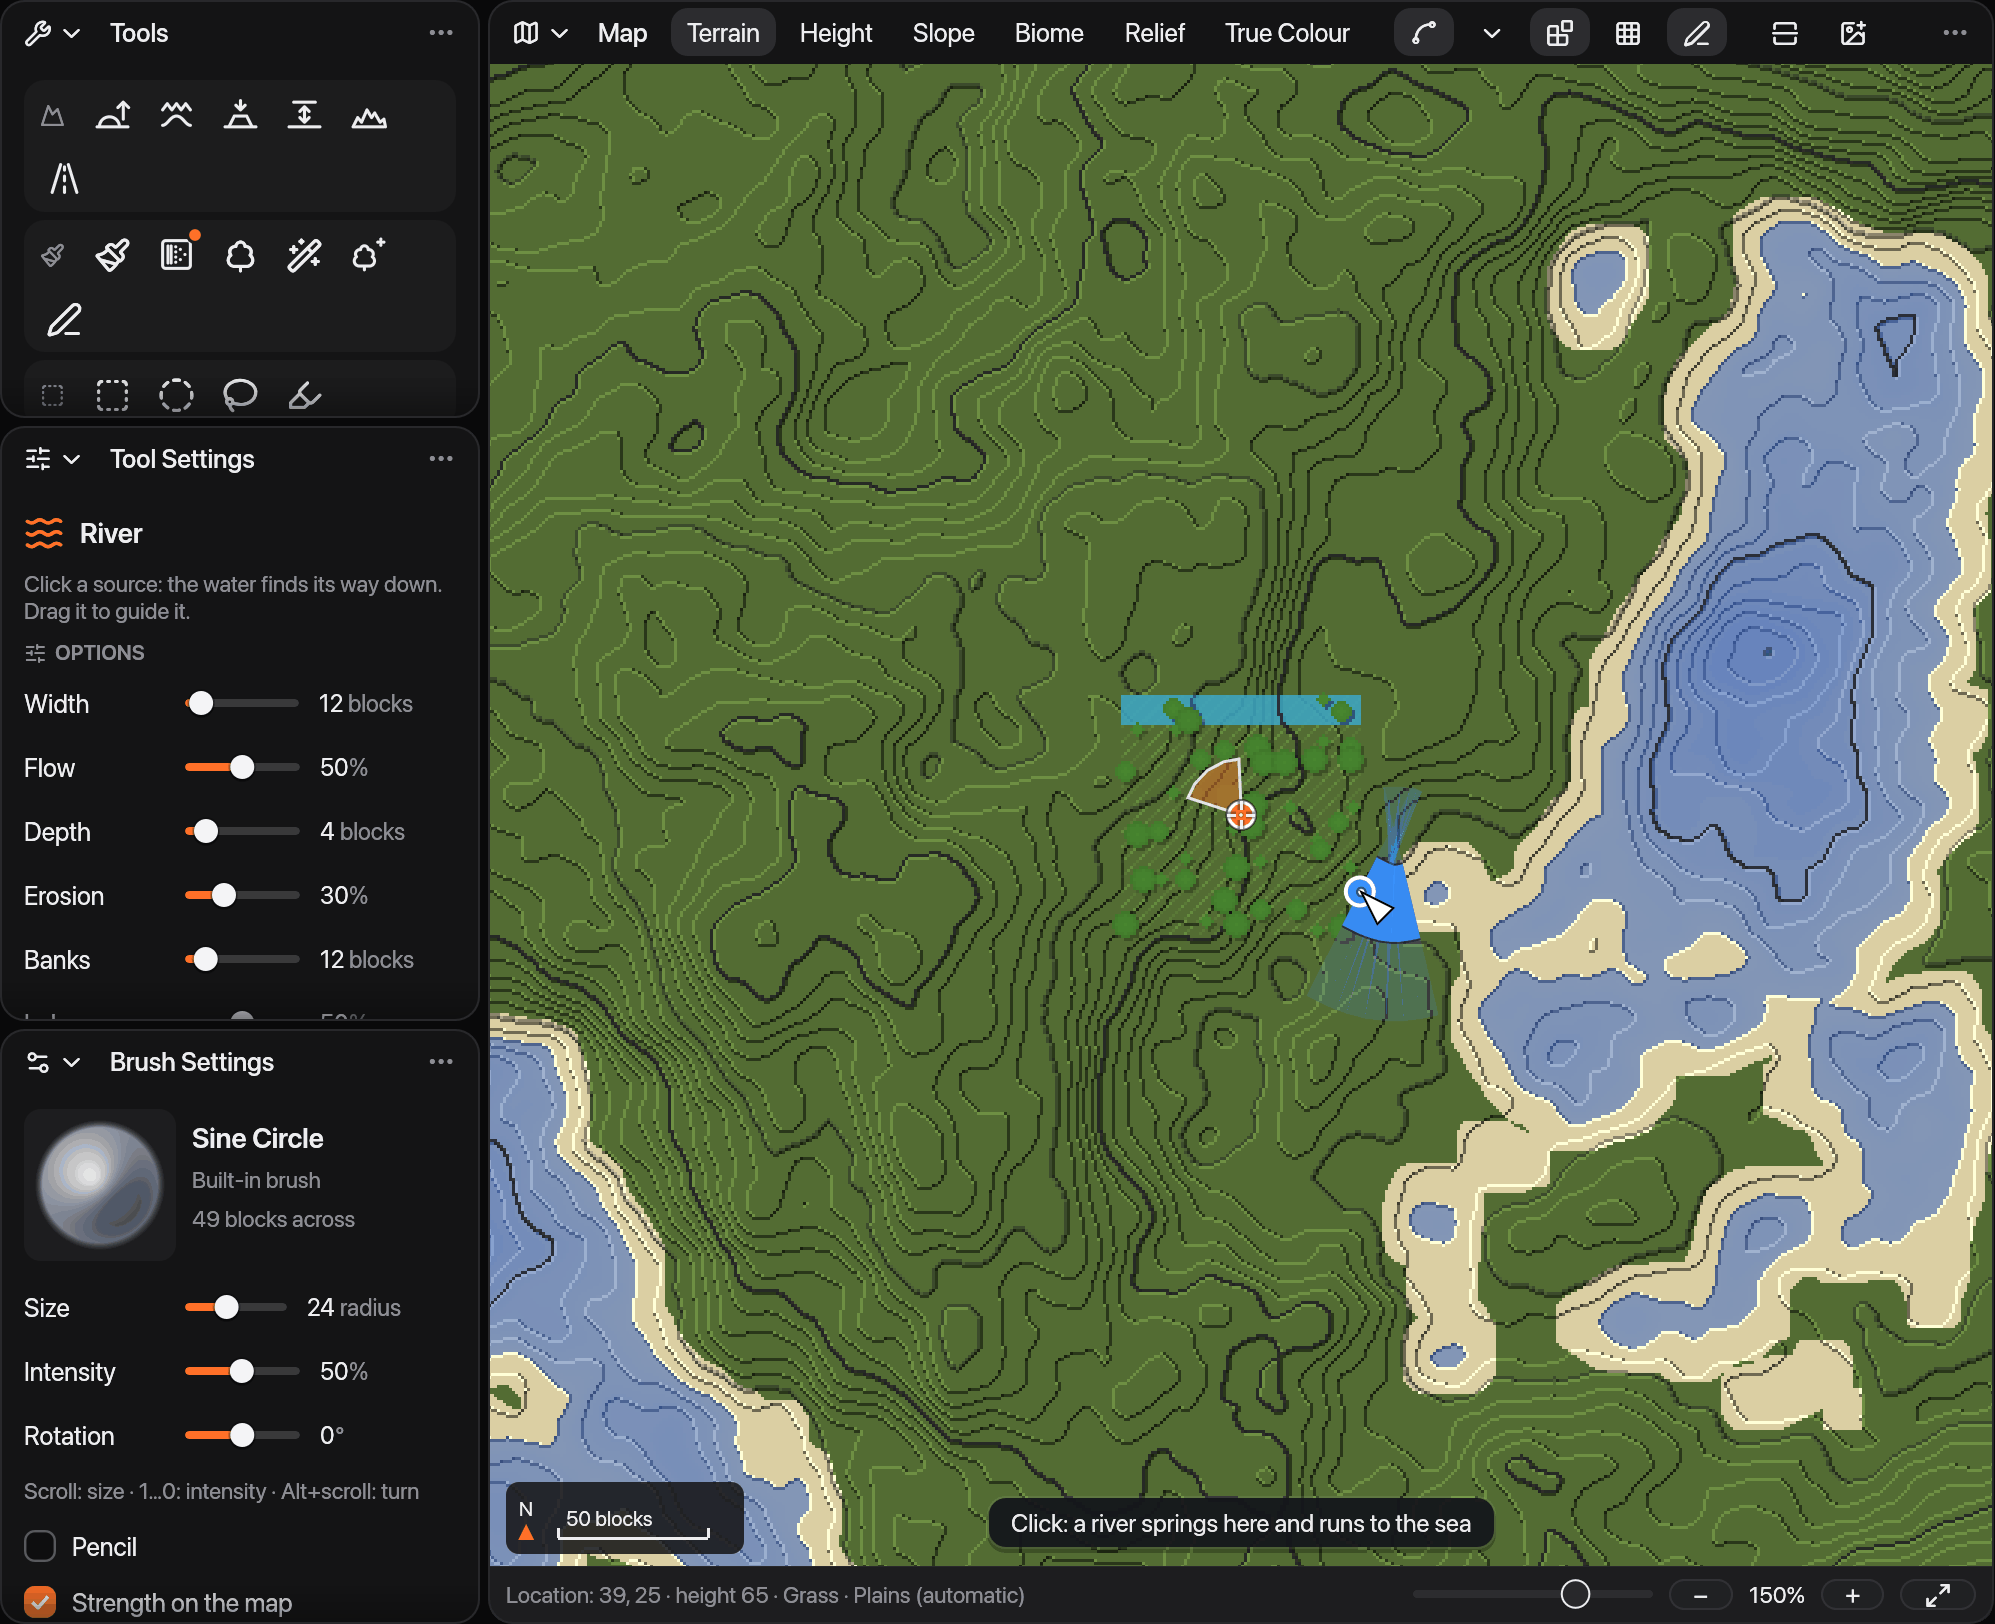 Tools
Tool Settings
River
Click a source: the water finds its way down.
Drag it to guide it.
OPTIONS
Width 12 blocks
Flow 50%
Depth 4 blocks
Erosion 30%
Banks 12 blocks
Brush Settings
Sine Circle
Built-in brush
49 blocks across
Size 24 radius
Intensity 50%
Rotation 0°
Scroll: size · 1...0: intensity · Alt+scroll: turn
Pencil
Strength on the map
Map Terrain Height Slope Biome Relief True Colour
N
50 blocks
Click: a river springs here and runs to the sea
Location: 39, 25 · height 65 · Grass · Plains (automatic)
150%